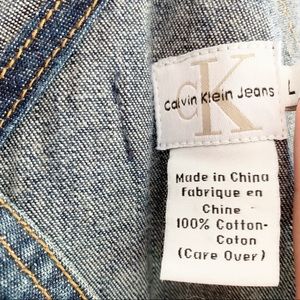 cK
Calvin Klein Jeans
L
Made in China
fabrique en
Chine
100% Cotton-
Coton
(Care Over)